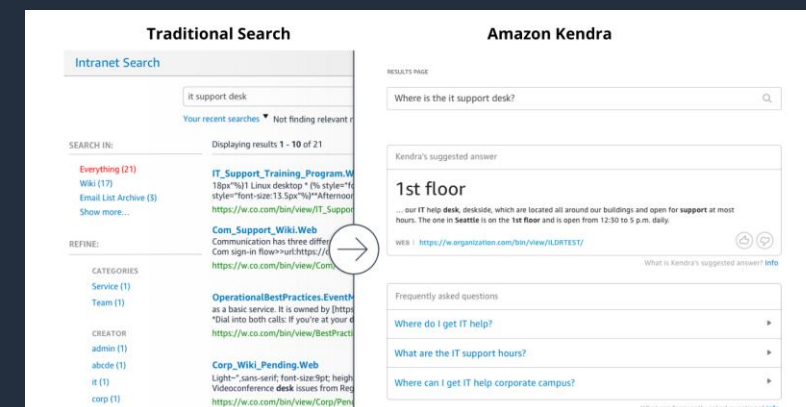 Traditional Search
Intranet Search
it support desk
Your recent searches Not finding relevant r
SEARCH IN:
Displaying results 1 - 10 of 21
Everything (21)
Wiki (17)
Email List Archive (3)
Show more...
IT_Support_Training_Program.W
18px"%)1 Linux desktop * (% style="fo
style="font-size:13.5px"%)**Afternoon
https://w.co.com/bin/view/IT_Suppor
REFINE:
CATEGORIES
Service (1)
Team (1)
CREATOR
admin (1)
abcde (1)
it (1)
corp (1)
Com_Support_Wiki.Web
Communication has three differ
Com sign-in flow>>url:https://c
https://w.co.com/bin/view/Com
OperationalBestPractices.EventM
as a basic service. It is owned by [https
"Dial into both calls: If you're at your d
https://w.co.com/bin/view/BestPracti
Corp_Wiki_Pending.Web
Light~",sans-serif; font-size:9pt; heigh
Videoconference desk issues from Reg
https://w.co.com/bin/view/Corp/Pend
Amazon Kendra
RESULTS PAGE
Where is the it support desk?
Kendra's suggested answer
1st floor
... our IT help desk, deskside, which are located all around our buildings and open for support at most
hours. The one in Seattle is on the 1st floor and is open from 12:30 to 5 p.m. daily.
WEB | https://w.organization.com/bin/view/ILDRTEST/
What is Kendra's suggested answer? Info
Frequently asked questions
Where do I get IT help?
What are the IT support hours?
Where can I get IT help corporate campus?